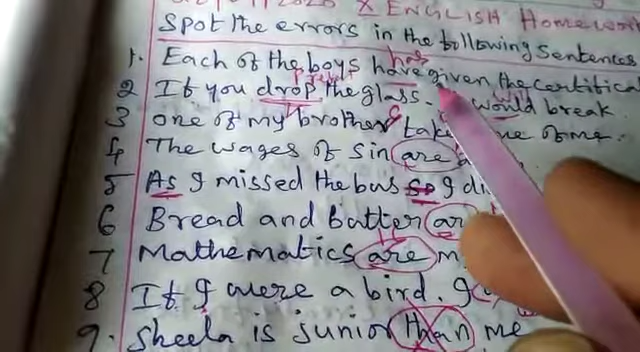 X ENGLISH Homework
Spot the errors in the following sentences
has
1. Each of the boys have given the certifica
2 If you drop the glass. would break
3 one of my brother take me of me.
4 The wages of sin are
5 As I missed the bus so I di
6 Bread and butter ar
7 Mathematics are m
8 If I were a bird. I
9. Sheela is junior than me